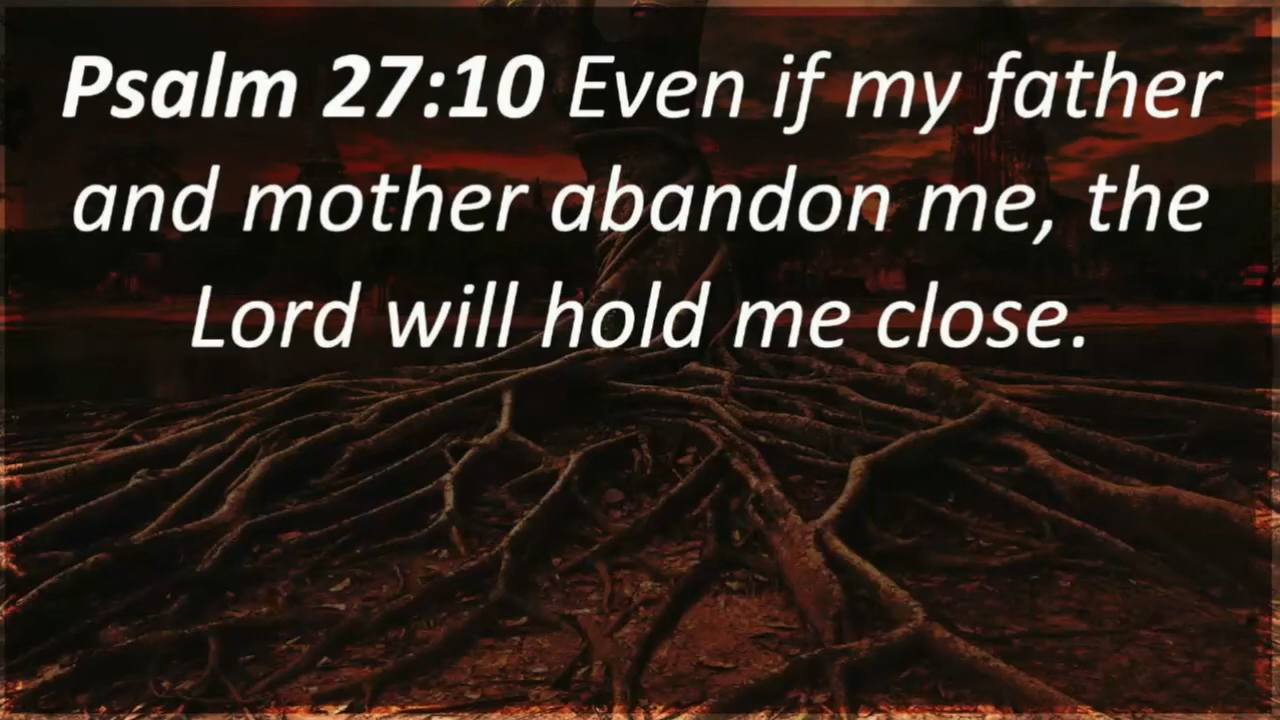 Psalm 27:10 Even if my father
and mother abandon me, the
Lord will hold me close.